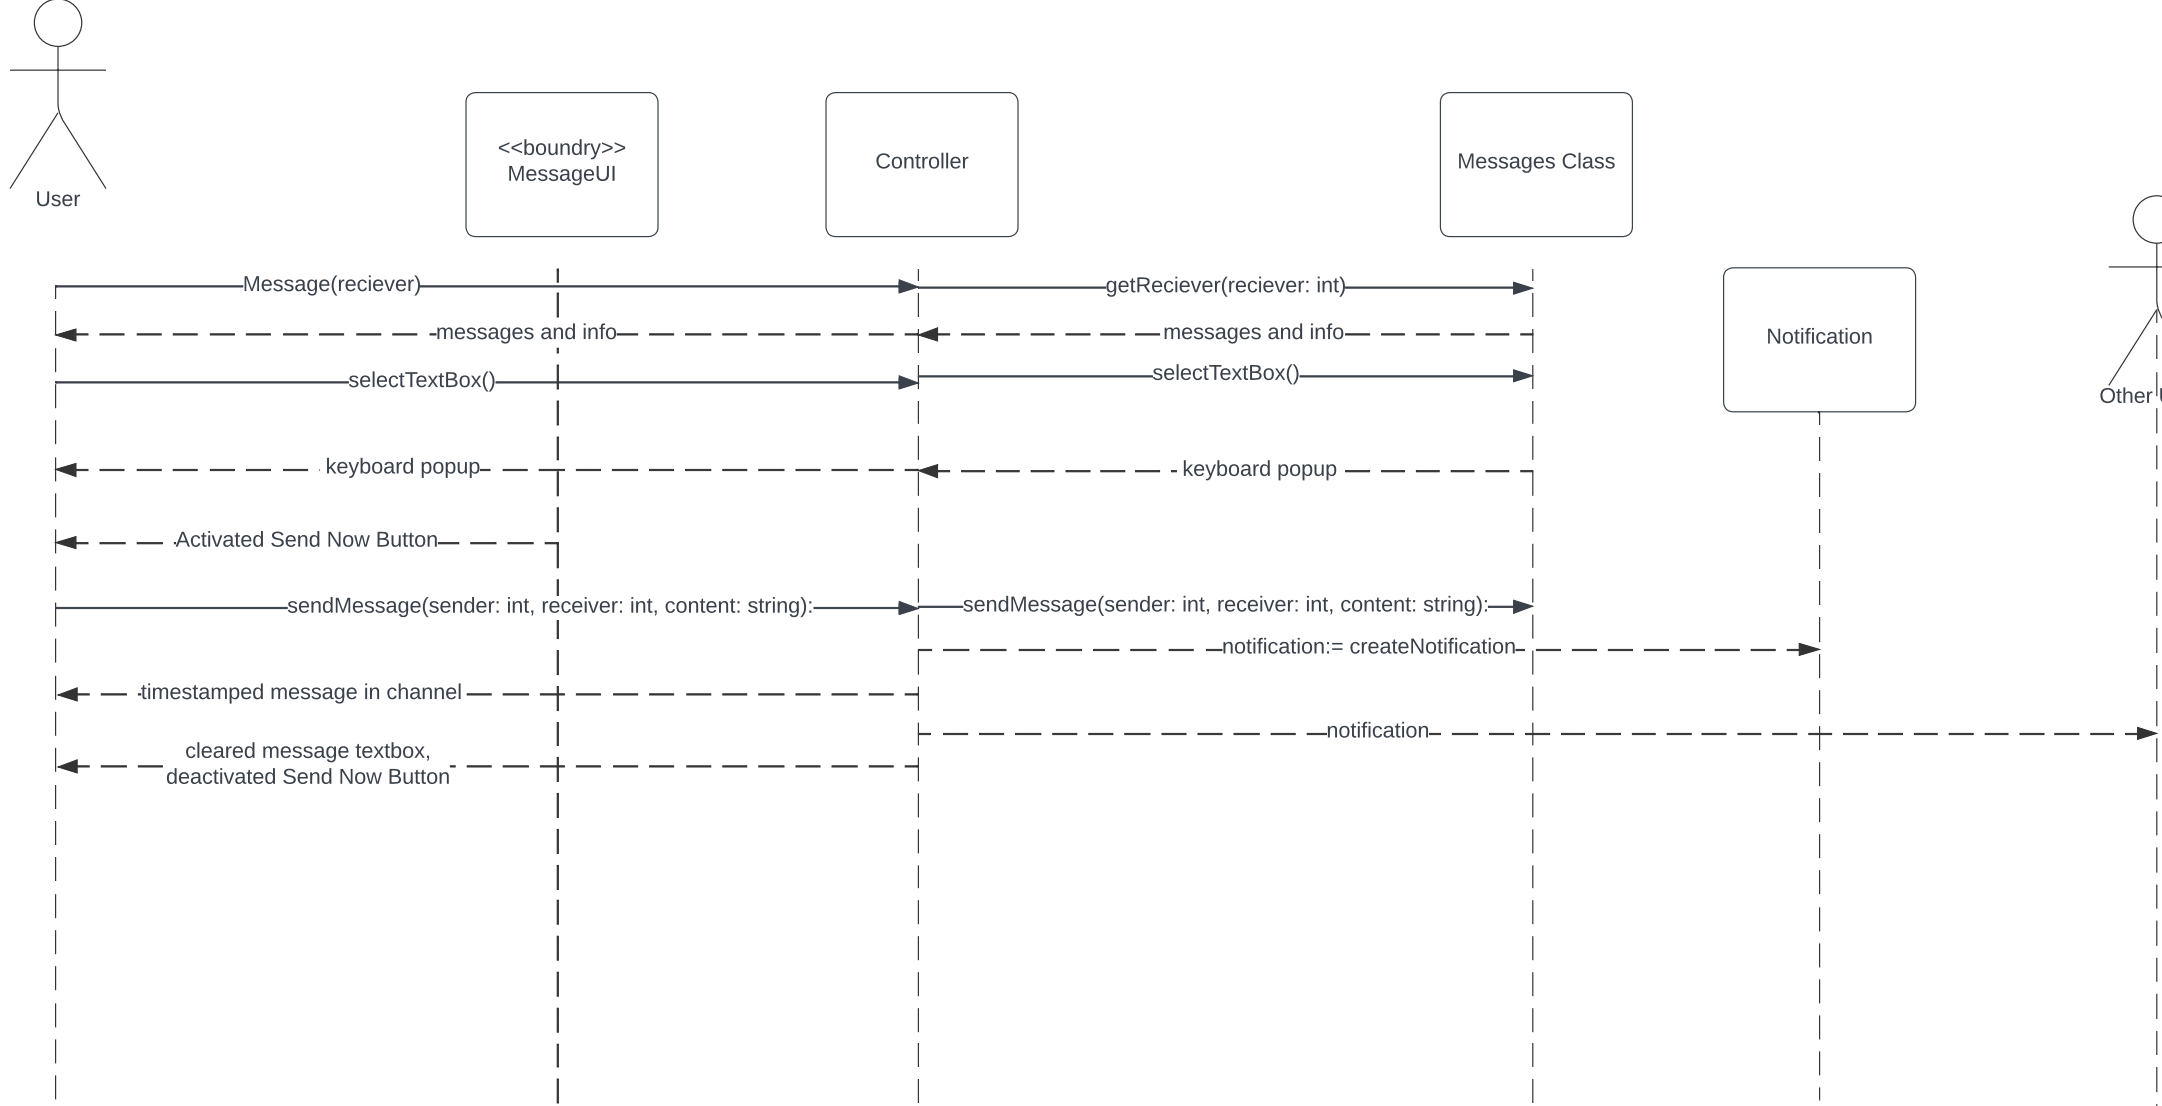 User
<<boundry>>
MessageUI
Controller
Messages Class
Notification
Other
Message(reciever)
getReciever(reciever: int)
messages and info
messages and info
selectTextBox()
selectTextBox()
keyboard popup
keyboard popup
Activated Send Now Button
sendMessage(sender: int, receiver: int, content: string):
sendMessage(sender: int, receiver: int, content: string):
notification:= createNotification
timestamped message in channel
notification
cleared message textbox,
deactivated Send Now Button